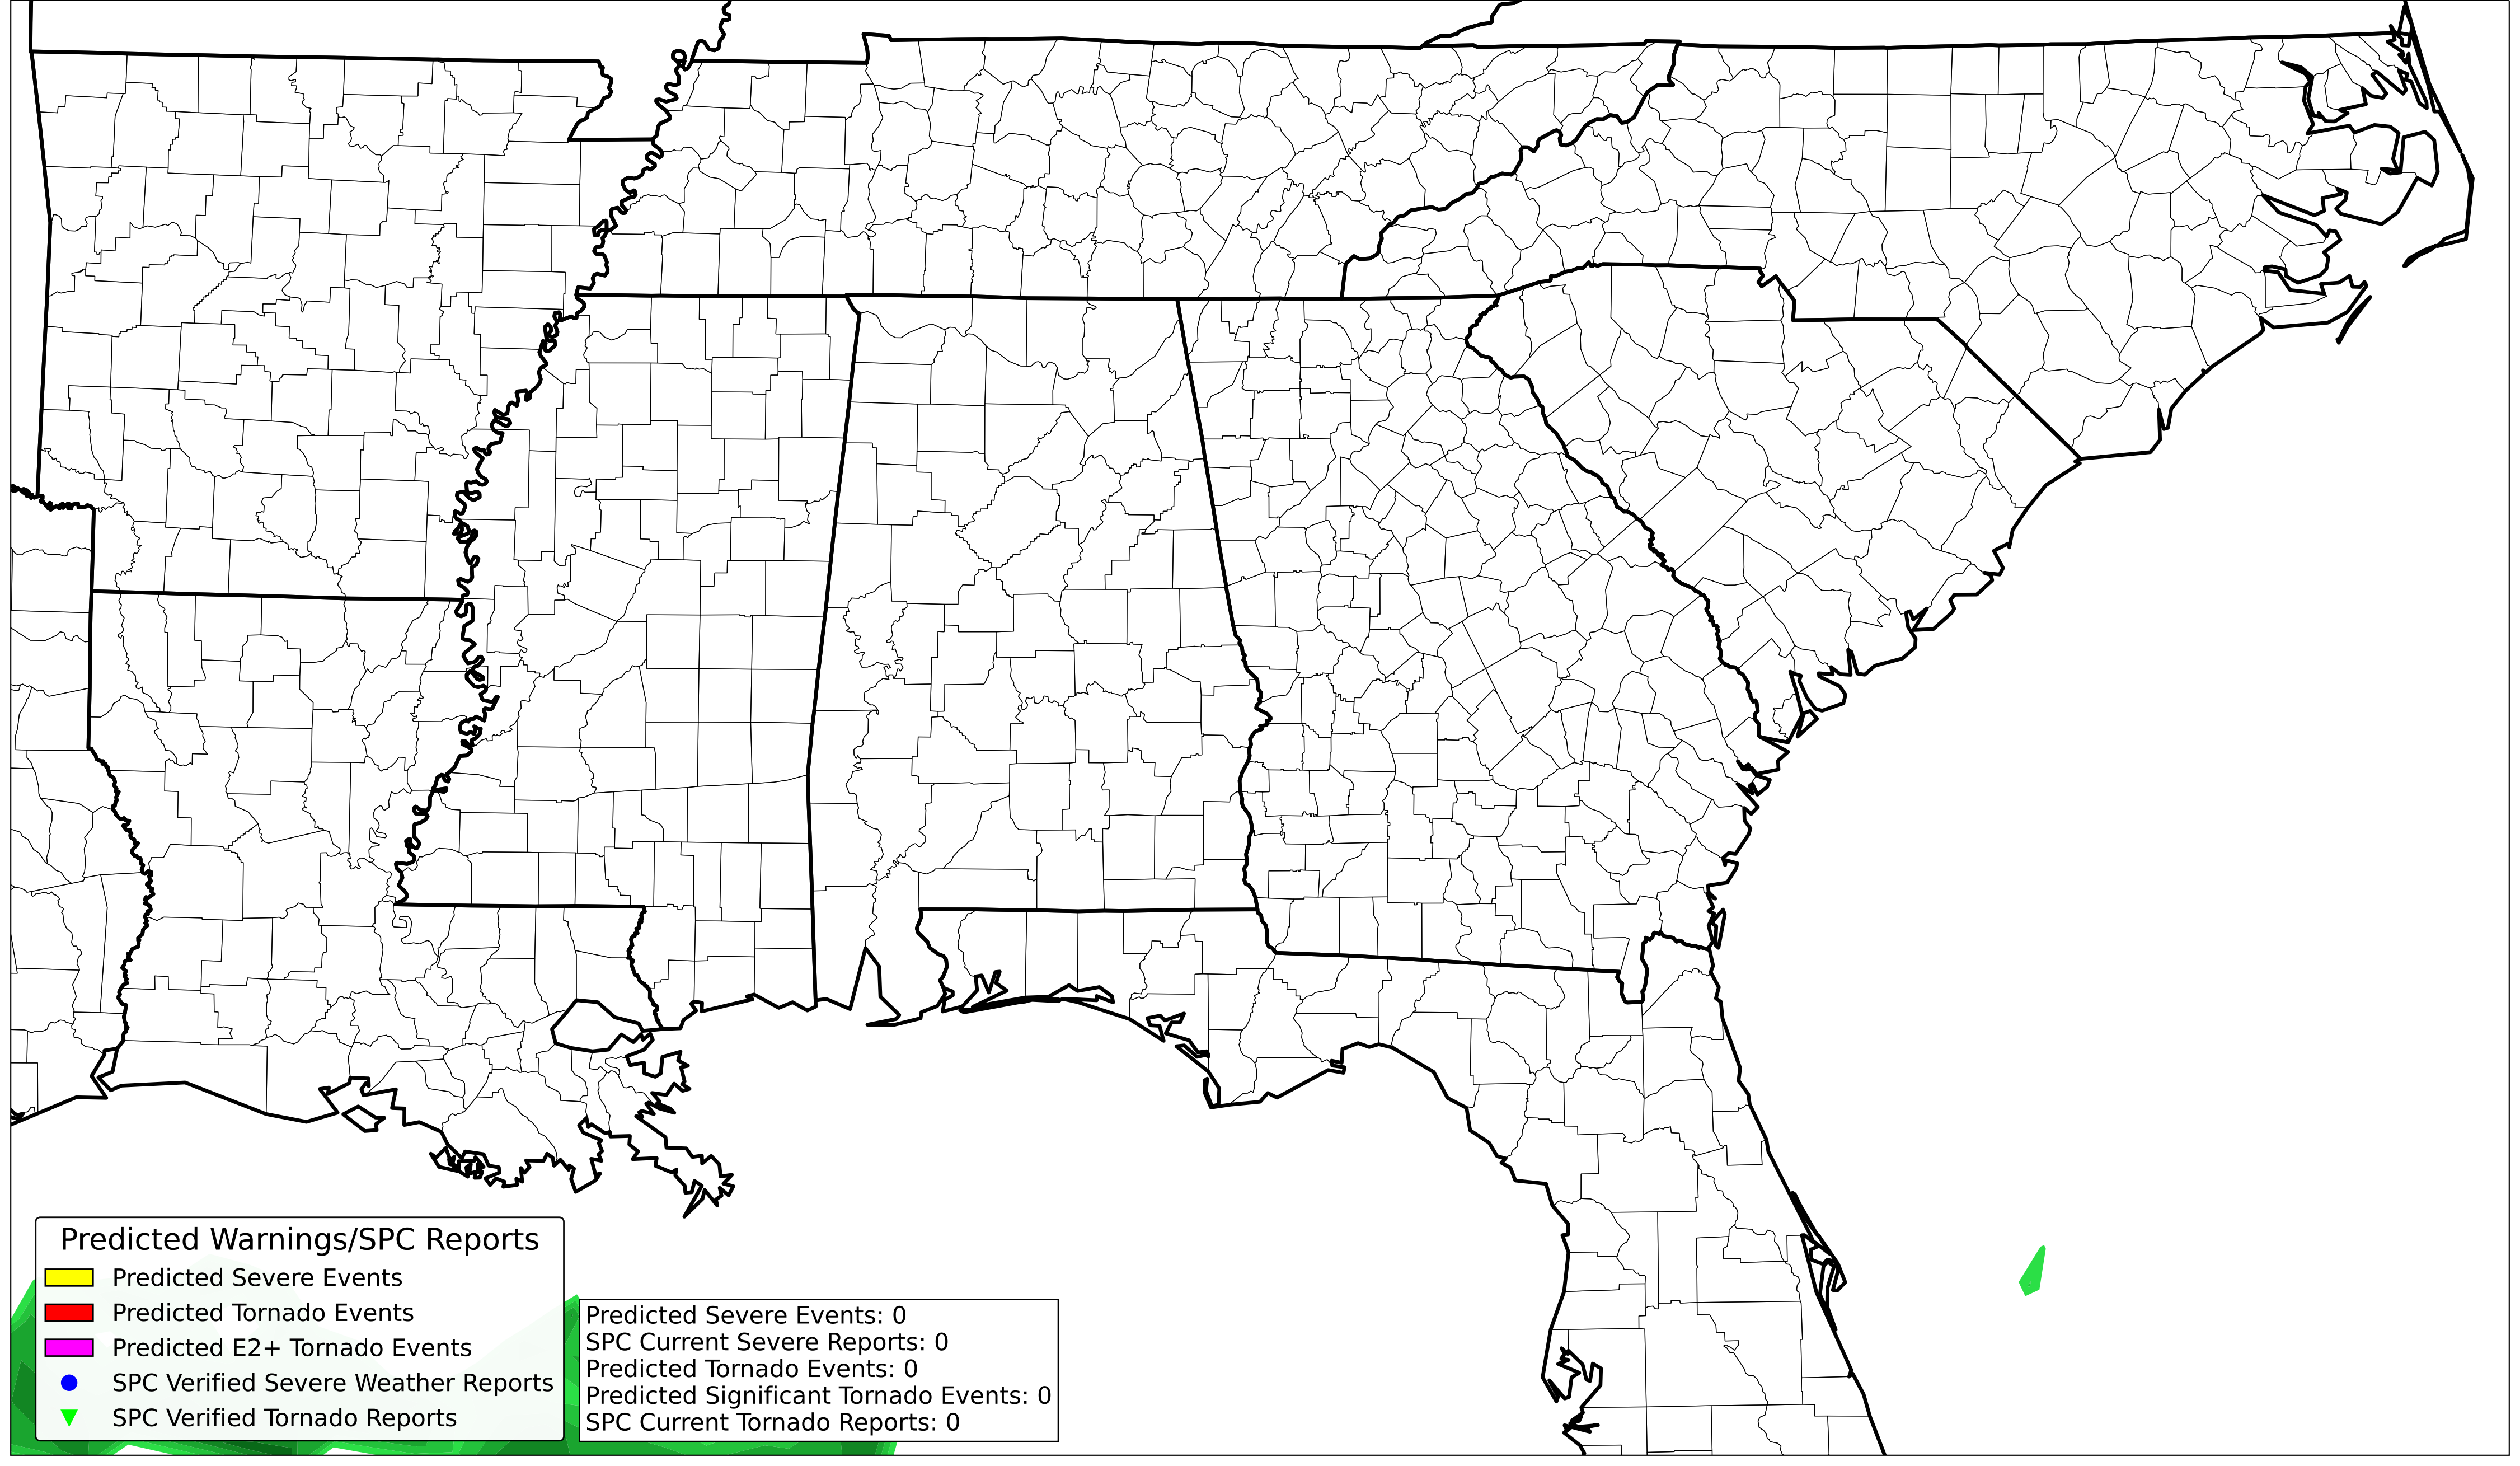 Predicted Warnings/SPC Reports
Predicted Severe Events
Predicted Tornado Events
Predicted E2+ Tornado Events
SPC Verified Severe Weather Reports
SPC Verified Tornado Reports
Predicted Severe Events: 0
SPC Current Severe Reports: 0
Predicted Tornado Events: 0
Predicted Significant Tornado Events: 0
SPC Current Tornado Reports: 0